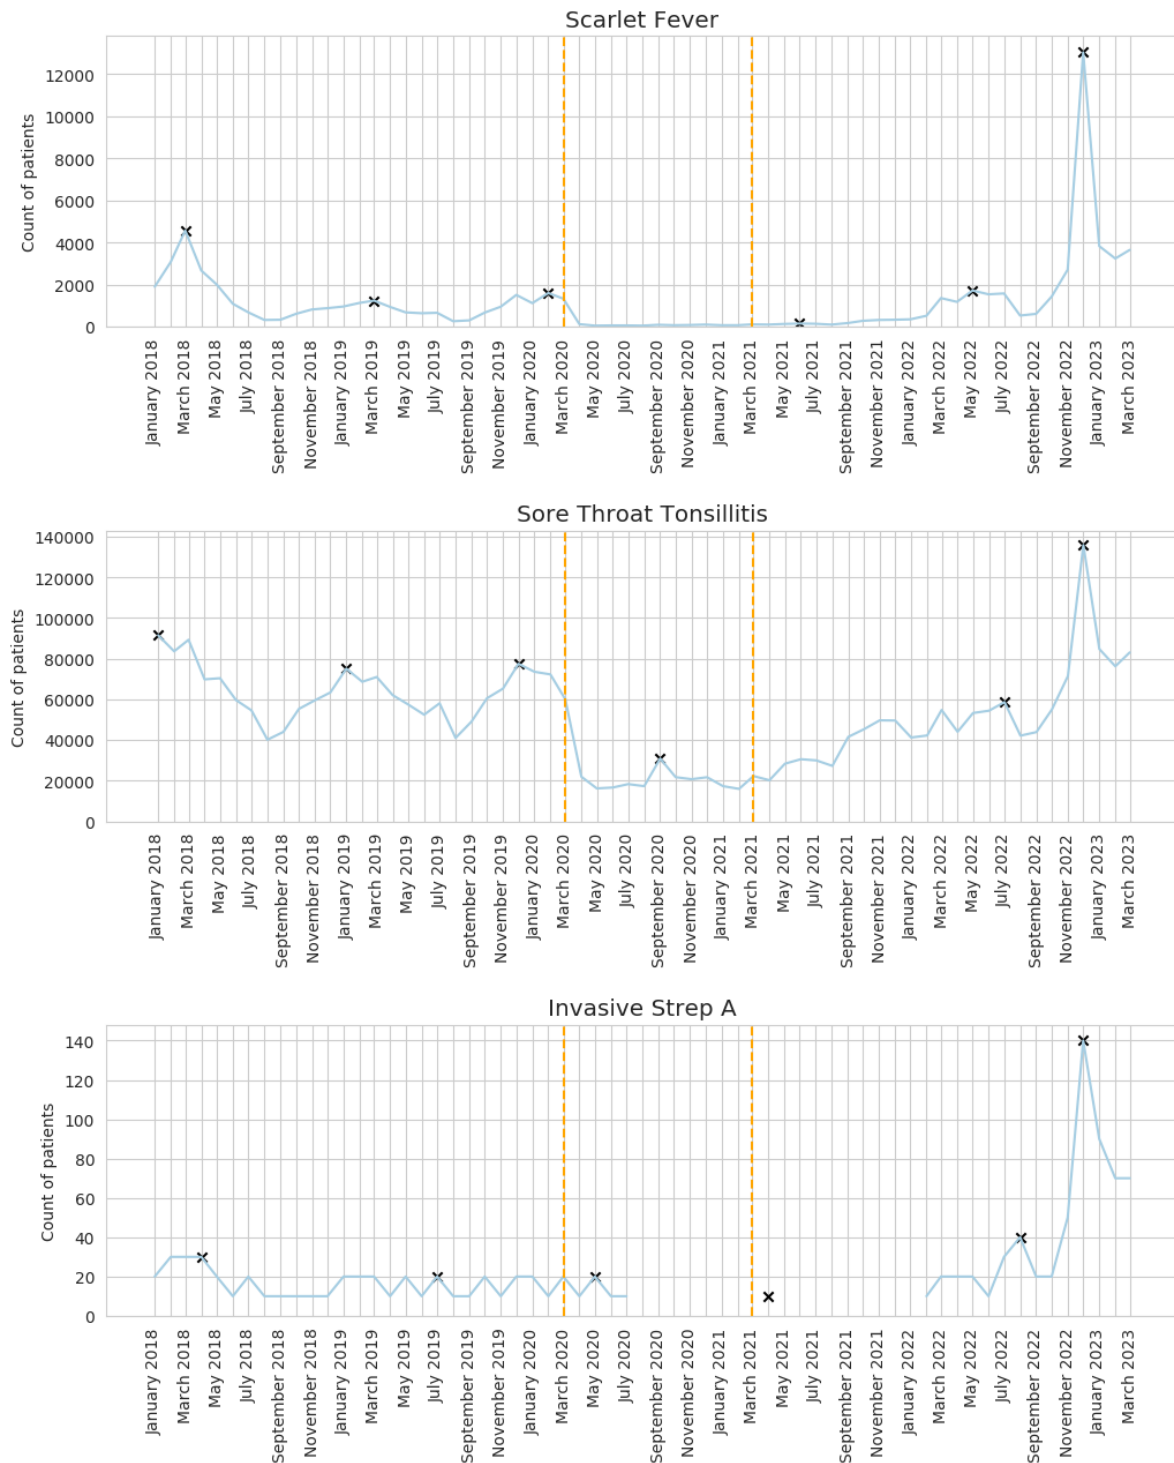 Scarlet Fever
Count of patients
12000
10000
8000
6000
4000
2000
0
January 2018
March 2018
May 2018
July 2018
September 2018
November 2018
January 2019
March 2019
May 2019
July 2019
September 2019
November 2019
January 2020
March 2020
May 2020
July 2020
September 2020
November 2020
January 2021
March 2021
May 2021
July 2021
September 2021
November 2021
January 2022
March 2022
May 2022
July 2022
September 2022
November 2022
January 2023
March 2023
Sore Throat Tonsillitis
Count of patients
140000
120000
100000
80000
60000
40000
20000
0
January 2018
March 2018
May 2018
July 2018
September 2018
November 2018
January 2019
March 2019
May 2019
July 2019
September 2019
November 2019
January 2020
March 2020
May 2020
July 2020
September 2020
November 2020
January 2021
March 2021
May 2021
July 2021
September 2021
November 2021
January 2022
March 2022
May 2022
July 2022
September 2022
November 2022
January 2023
March 2023
Invasive Strep A
Count of patients
140
120
100
80
60
40
20
0
January 2018
March 2018
May 2018
July 2018
September 2018
November 2018
January 2019
March 2019
May 2019
July 2019
September 2019
November 2019
January 2020
March 2020
May 2020
July 2020
September 2020
November 2020
January 2021
March 2021
May 2021
July 2021
September 2021
November 2021
January 2022
March 2022
May 2022
July 2022
September 2022
November 2022
January 2023
March 2023